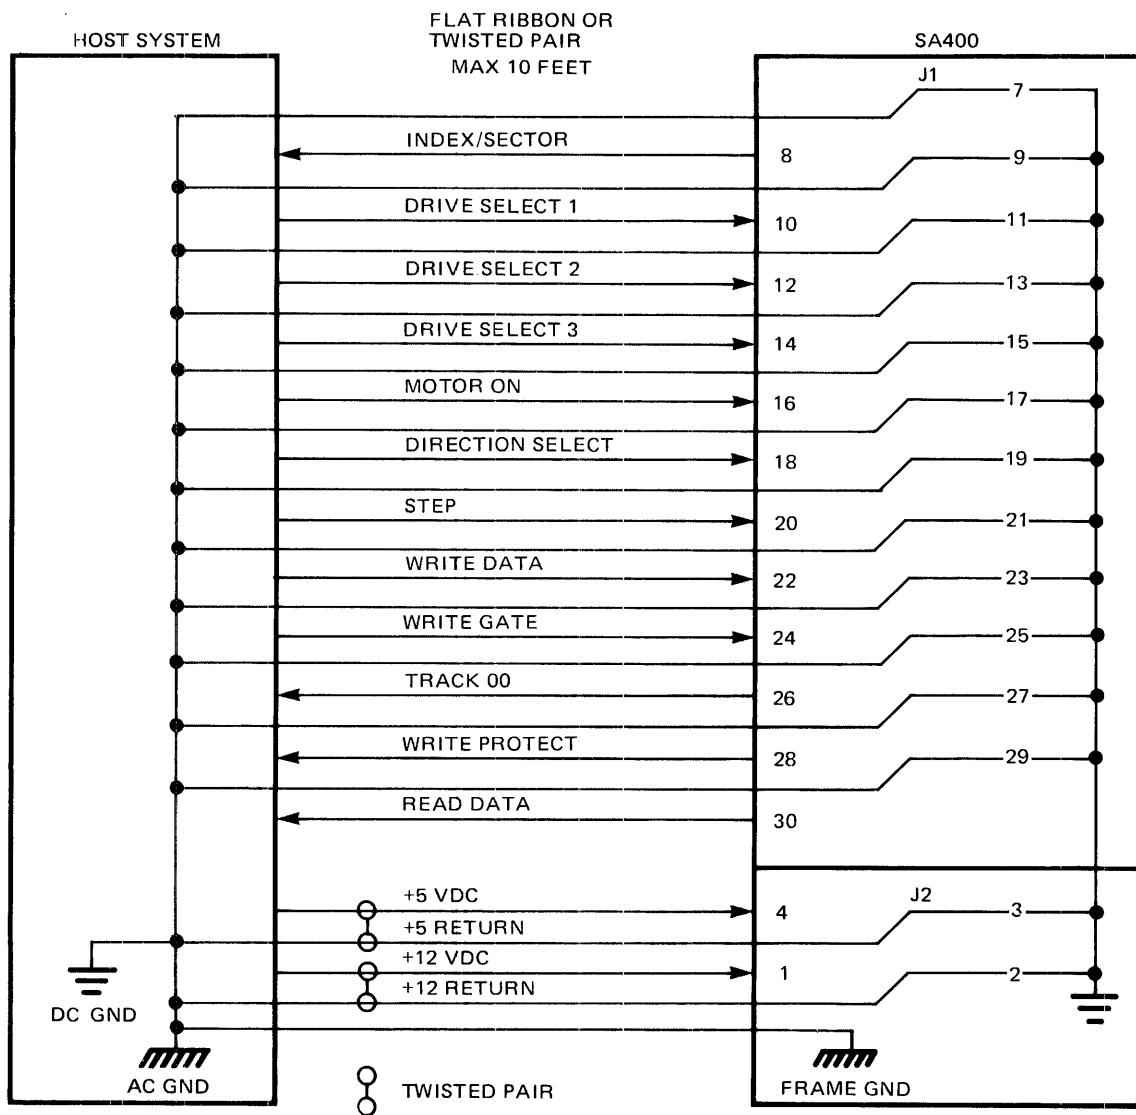 FLAT RIBBON OR
TWISTED PAIR
MAX 10 FEET
HOST SYSTEM
SA400
J1
7
INDEX/SECTOR
8
9
DRIVE SELECT 1
10
11
DRIVE SELECT 2
12
13
DRIVE SELECT 3
14
15
MOTOR ON
16
17
DIRECTION SELECT
18
19
STEP
20
21
WRITE DATA
22
23
WRITE GATE
24
25
TRACK 00
26
27
WRITE PROTECT
28
29
READ DATA
30
+5 VDC
4
J2
3
+5 RETURN
+12 VDC
1
2
+12 RETURN
DC GND
AC GND
FRAME GND
TWISTED PAIR